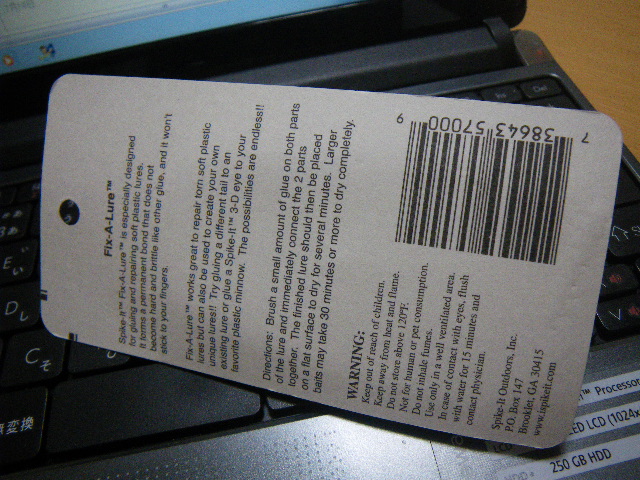 Fix-A-Lure™
Spike-It™ Fix-A-Lure™ is especially designed
for gluing and repairing soft plastic lures.
It forms a permanent bond that does not
become hard and brittle like other glue, and it won't
stick to your fingers.
Fix-A-Lure™ works great to repair torn soft plastic
lures but can also be used to create your own
unique lures!! Try gluing a different tail to an
existing lure or glue a Spike-It™ 3-D eye to your
favorite plastic minnow. The possibilities are endless!!
Directions: Brush a small amount of glue on both parts
of the lure and immediately connect the 2 parts
together. The finished lure should then be placed
on a flat surface to dry for several minutes. Larger
baits may take 30 minutes or more to dry completely.
WARNING:
Keep out of reach of children.
Keep away from heat and flame.
Do not store above 120°F.
Not for human or pet consumption.
Do not inhale fumes.
Use only in a well ventilated area.
In case of contact with eyes, flush
with water for 15 minutes and
contact physician.
Spike-It Outdoors, Inc.
P.O. Box 147
Brooklet, GA 30415
www.ispikeit.com
7 38643 57000 9
Del
E
い
D
し
C
そ
無変換
A
V
Processor
ED LCD (1024x
250 GB HDD